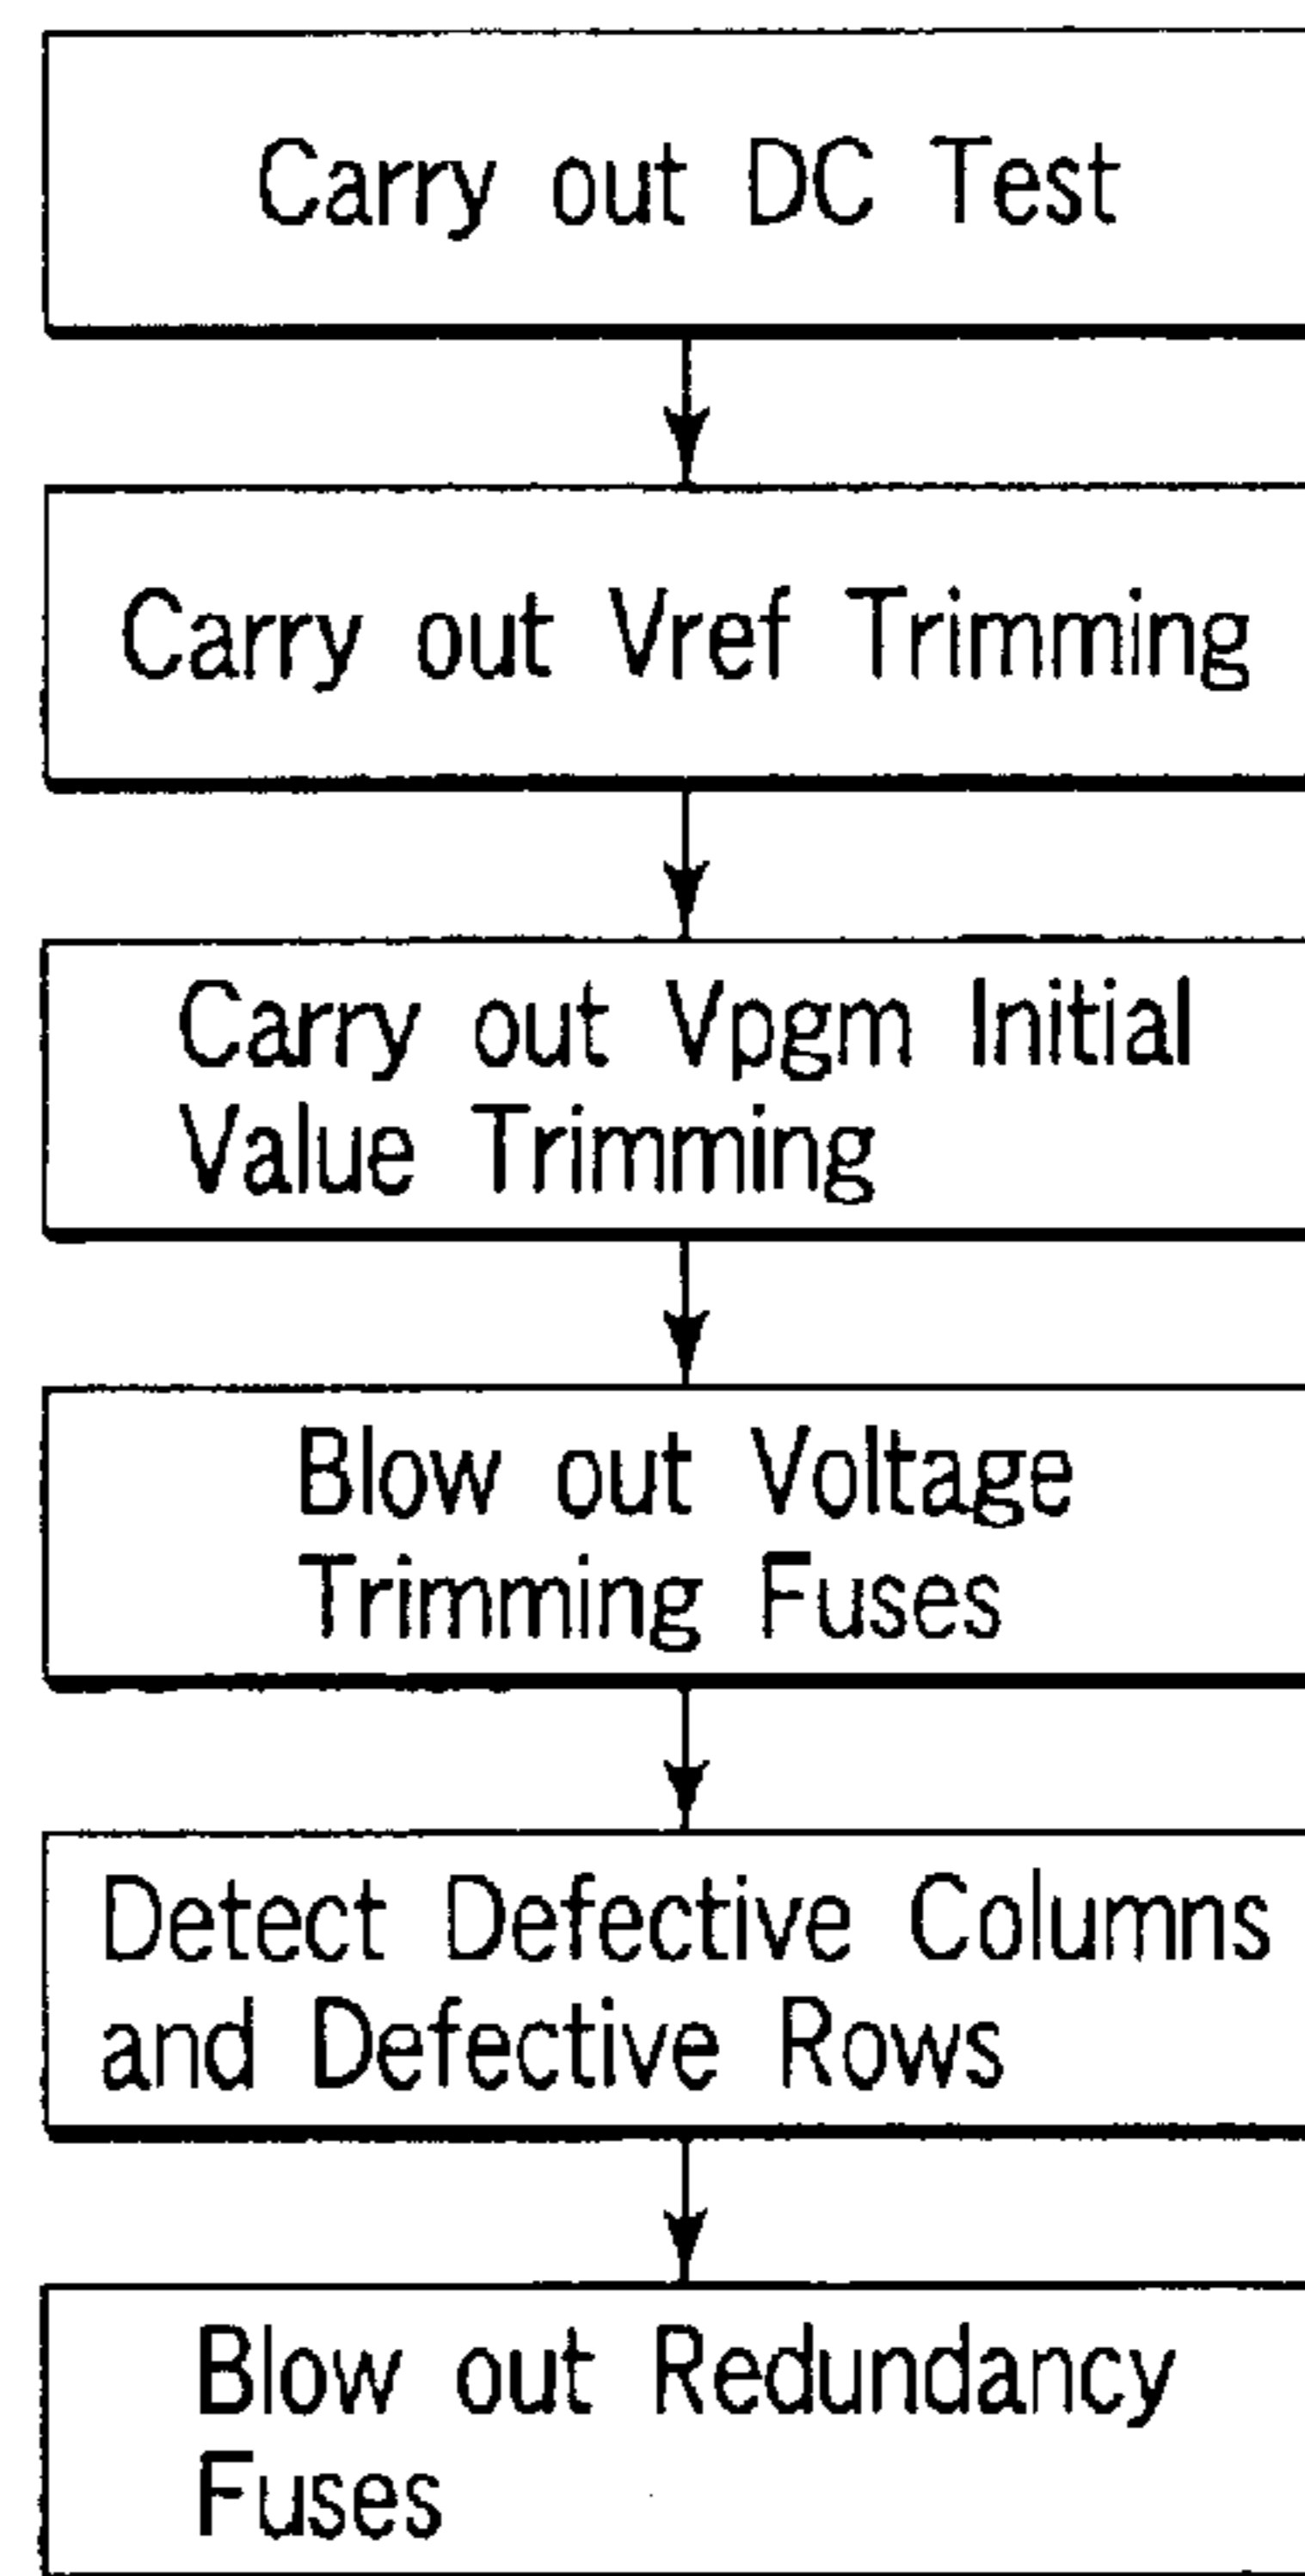 Carry out DC Test
Carry out Vref Trimming
Carry out Vpgm Initial
Value Trimming
Blow out Voltage
Trimming Fuses
Detect Defective Columns
and Defective Rows
Blow out Redundancy
Fuses